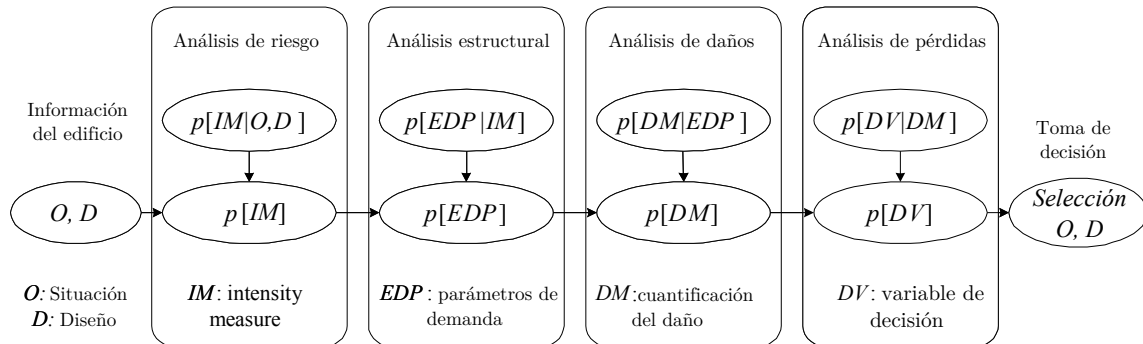 Análisis de riesgo
Análisis estructural
Análisis de daños
Análisis de pérdidas
Información
del edificio
p[IM|O,D ]
p[EDP|IM]
p[DM|EDP ]
p[DV|DM]
Toma de
decisión
O, D
p[IM]
p[EDP]
p[DM]
p[DV]
Selección
O, D
O: Situación
D: Diseño
IM: intensity
measure
EDP : parámetros de
demanda
DM:cuantificación
del daño
DV: variable de
decisión